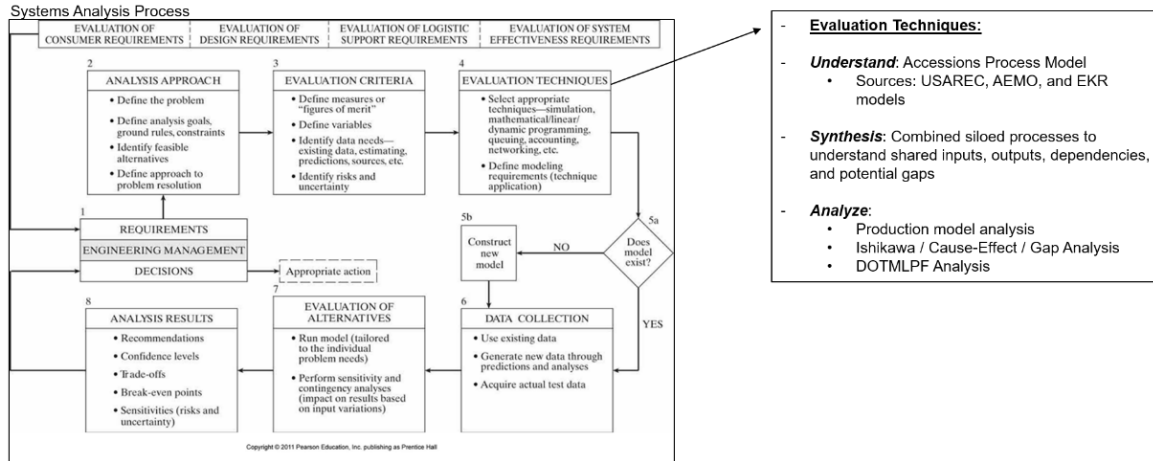 Systems Analysis Process
EVALUATION OF
CONSUMER REQUIREMENTS
EVALUATION OF
DESIGN REQUIREMENTS
EVALUATION OF LOGISTIC
SUPPORT REQUIREMENTS
EVALUATION OF SYSTEM
EFFECTIVENESS REQUIREMENTS
2
ANALYSIS APPROACH
• Define the problem
• Define analysis goals,
ground rules, constraints
• Identify feasible
alternatives
• Define approach to
problem resolution
3
EVALUATION CRITERIA
• Define measures or
"figures of merit"
• Define variables
• Identify data needs—
existing data, estimating,
predictions, sources, etc.
• Identify risks and
uncertainty
4
EVALUATION TECHNIQUES
• Select appropriate
techniques—simulation,
mathematical/linear/
dynamic programming,
queuing, accounting,
networking, etc.
• Define modeling
requirements (technique
application)
1
REQUIREMENTS
ENGINEERING MANAGEMENT
DECISIONS
Appropriate action
5b
Construct
new
model
NO
5a
Does
model
exist?
YES
8
ANALYSIS RESULTS
• Recommendations
• Confidence levels
• Trade-offs
• Break-even points
• Sensitivities (risks and
uncertainty)
7
EVALUATION OF
ALTERNATIVES
• Run model (tailored
to the individual
problem needs)
• Perform sensitivity and
contingency analyses
(impact on results based
on input variations)
6
DATA COLLECTION
• Use existing data
• Generate new data through
predictions and analyses
• Acquire actual test data
Copyright © 2011 Pearson Education, Inc. publishing as Prentice Hall
- Evaluation Techniques:
- Understand: Accessions Process Model
• Sources: USAREC, AEMO, and EKR
models
- Synthesis: Combined siloed processes to
understand shared inputs, outputs, dependencies,
and potential gaps
- Analyze:
• Production model analysis
• Ishikawa / Cause-Effect / Gap Analysis
• DOTMLPF Analysis